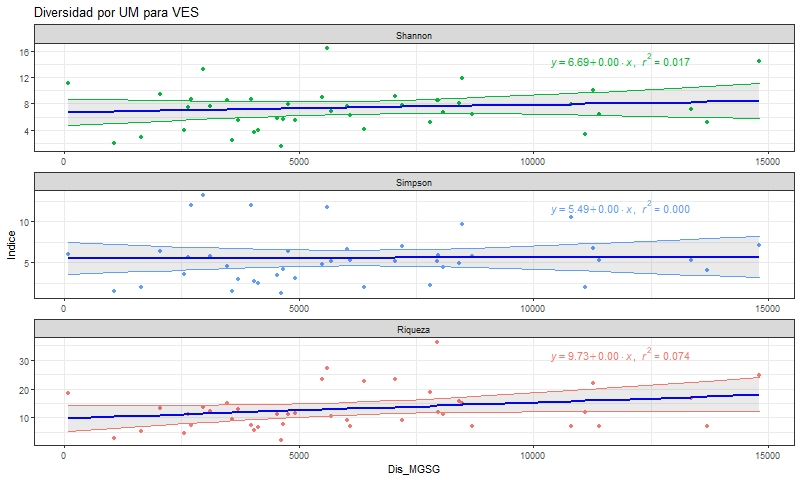 Diversidad por UM para VES
Shannon
y = 6.69+0.00 · x, r² = 0.017
16
12
8
4
0 5000 10000 15000
Simpson
y = 5.49+0.00 · x, r² = 0.000
10
5
0 5000 10000 15000
Indice
Riqueza
y = 9.73+0.00 · x, r² = 0.074
30
20
10
0 5000 10000 15000
Dis_MGSG